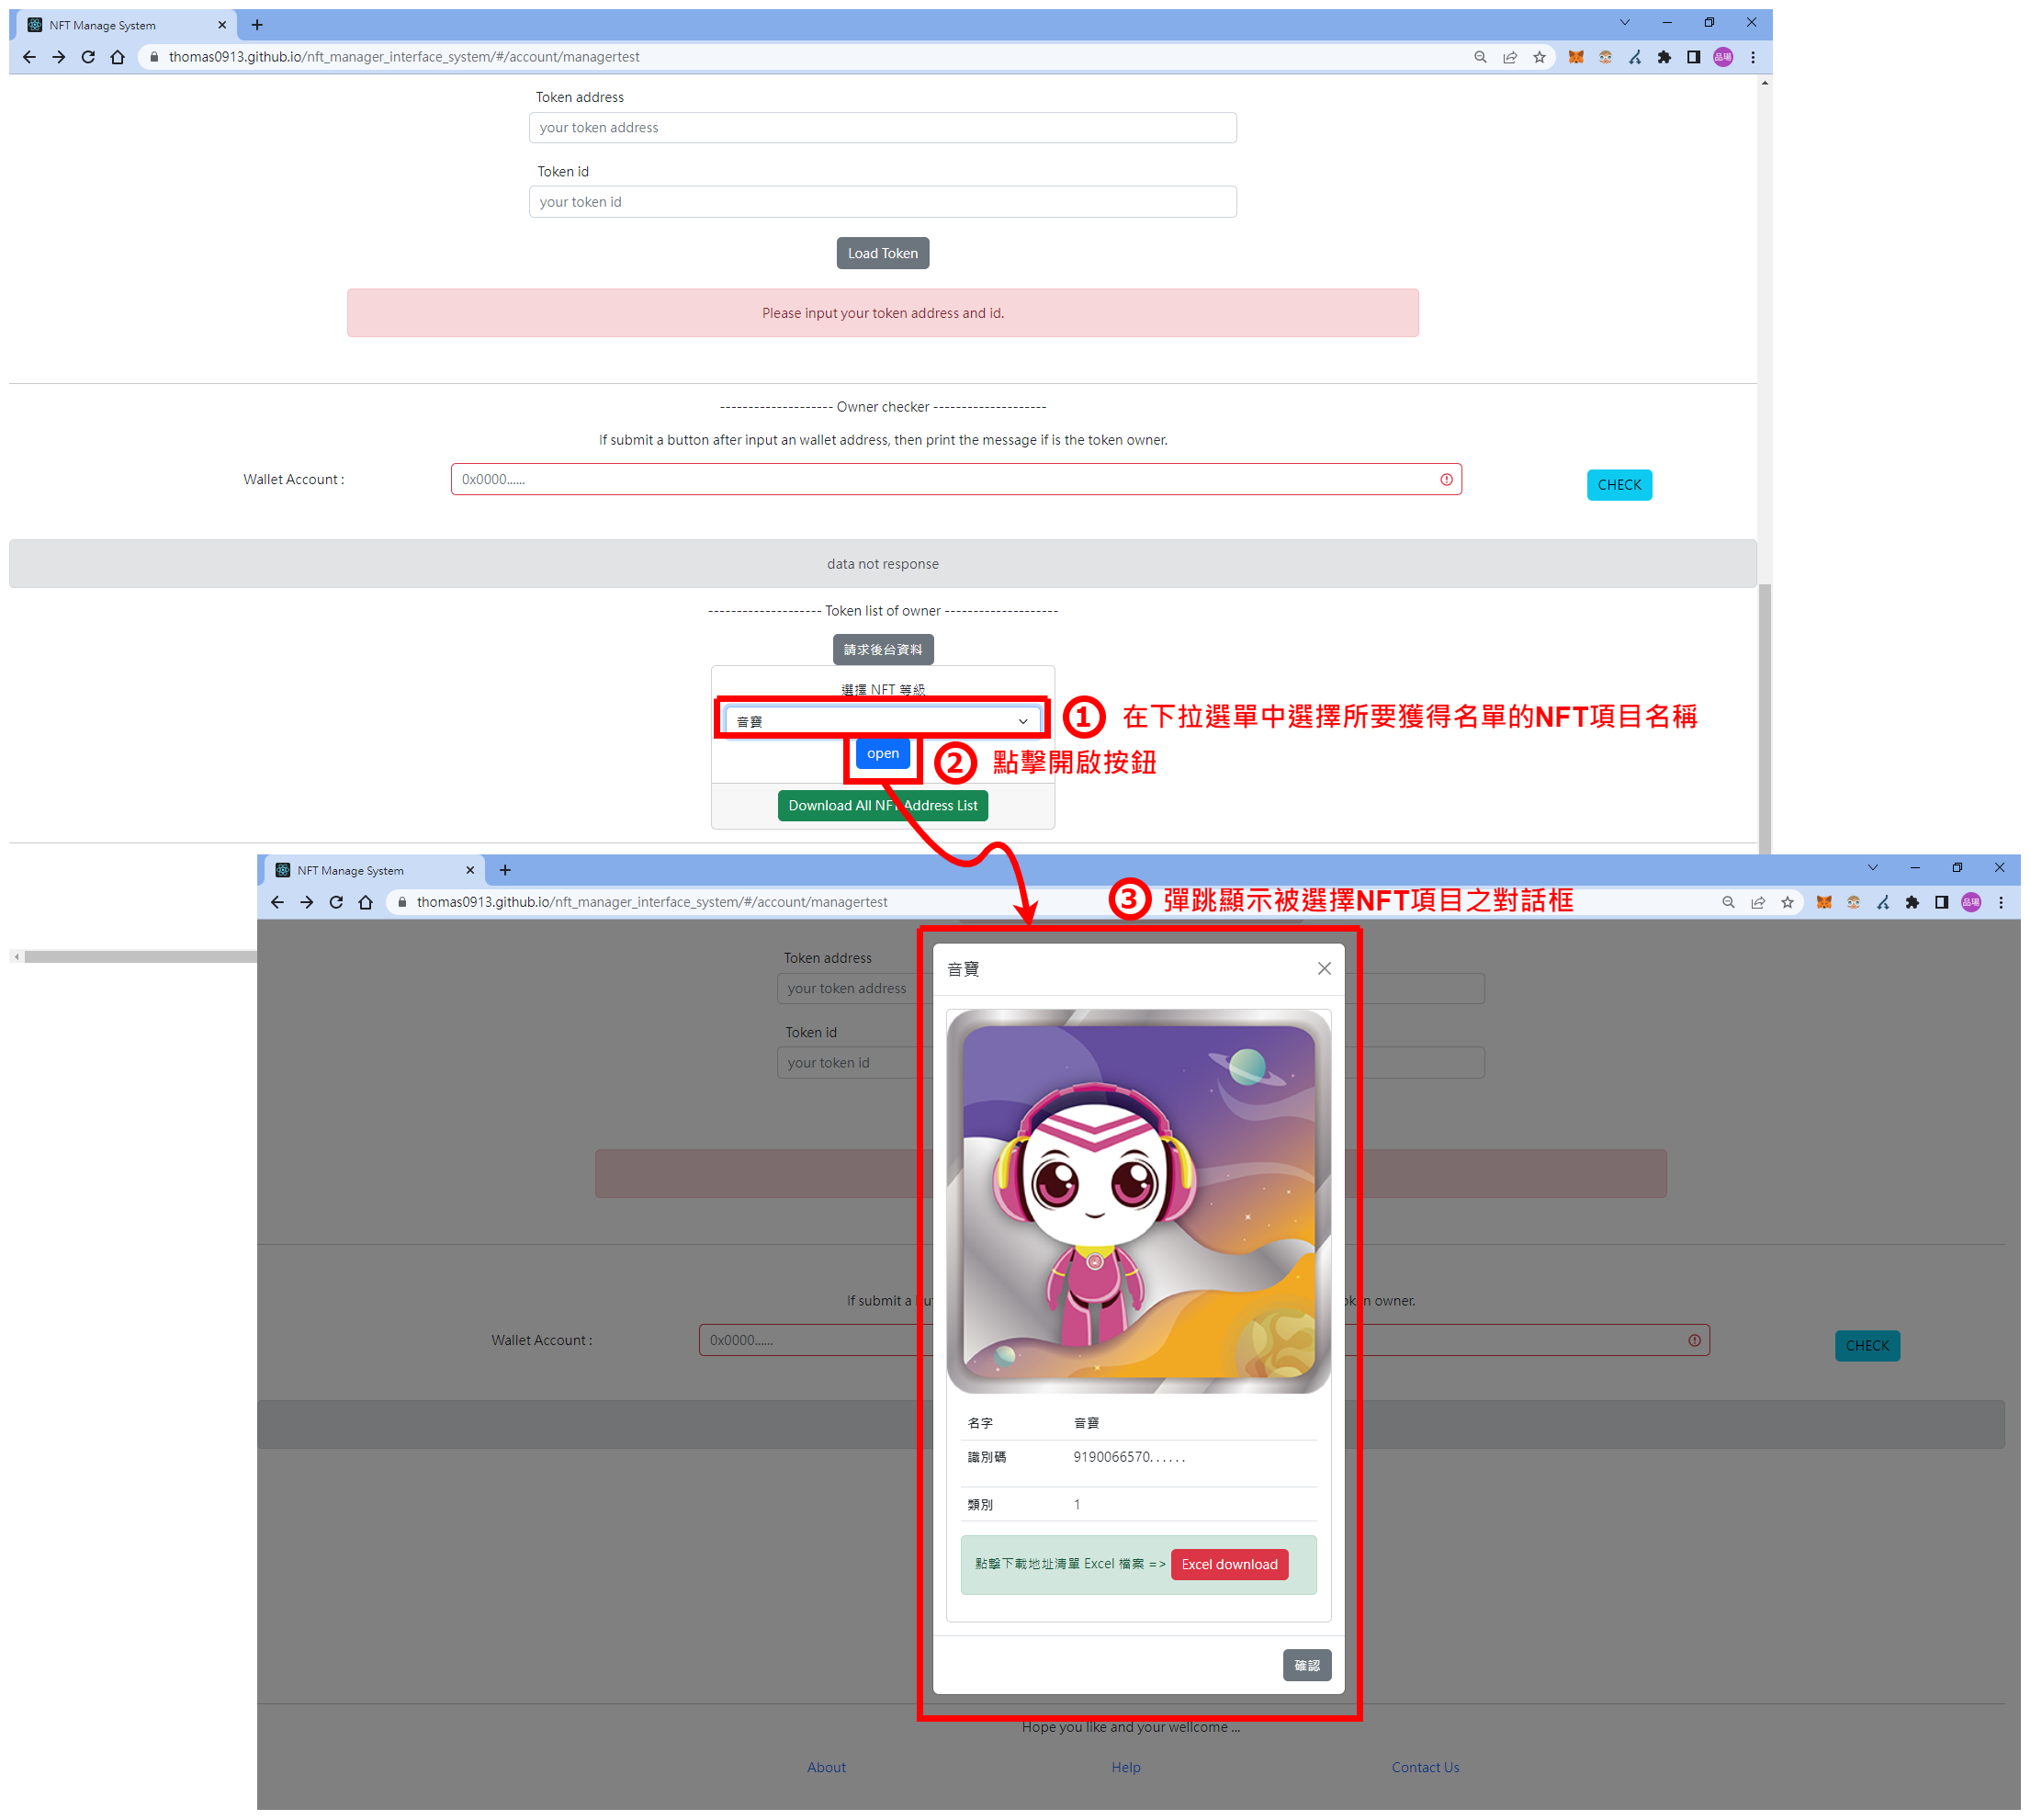 NFT Manage System
thomas0913.github.io/nft_manager_interface_system/#/account/managertest
Token address
your token address
Token id
your token id
Load Token
Please input your token address and id.
-------------------- Owner checker --------------------
If submit a button after input an wallet address, then print the message if is the token owner.
Wallet Account :
0x0000......
CHECK
data not response
-------------------- Token list of owner --------------------
請求後台資料
選擇 NFT 等級
音寶
① 在下拉選單中選擇所要獲得名單的NFT項目名稱
open
② 點擊開啟按鈕
Download All NFT Address List
NFT Manage System
thomas0913.github.io/nft_manager_interface_system/#/account/managertest
③ 彈跳顯示被選擇NFT項目之對話框
音寶
Token address
your token address
Token id
your token id
If submit a bu
ken owner.
Wallet Account :
0x0000......
CHECK
名字 音寶
識別碼 9190066570......
類別 1
點擊下載地址清單 Excel 檔案 => Excel download
確認
Hope you like and your wellcome ...
About Help Contact Us